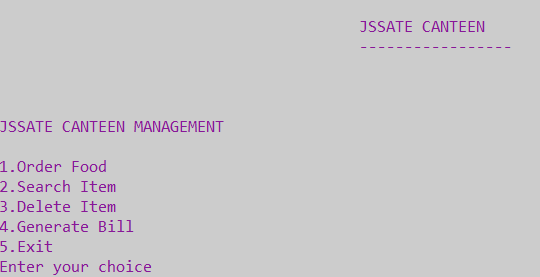 JSSATE CANTEEN
-----------------
JSSATE CANTEEN MANAGEMENT
1.Order Food
2.Search Item
3.Delete Item
4.Generate Bill
5.Exit
Enter your choice